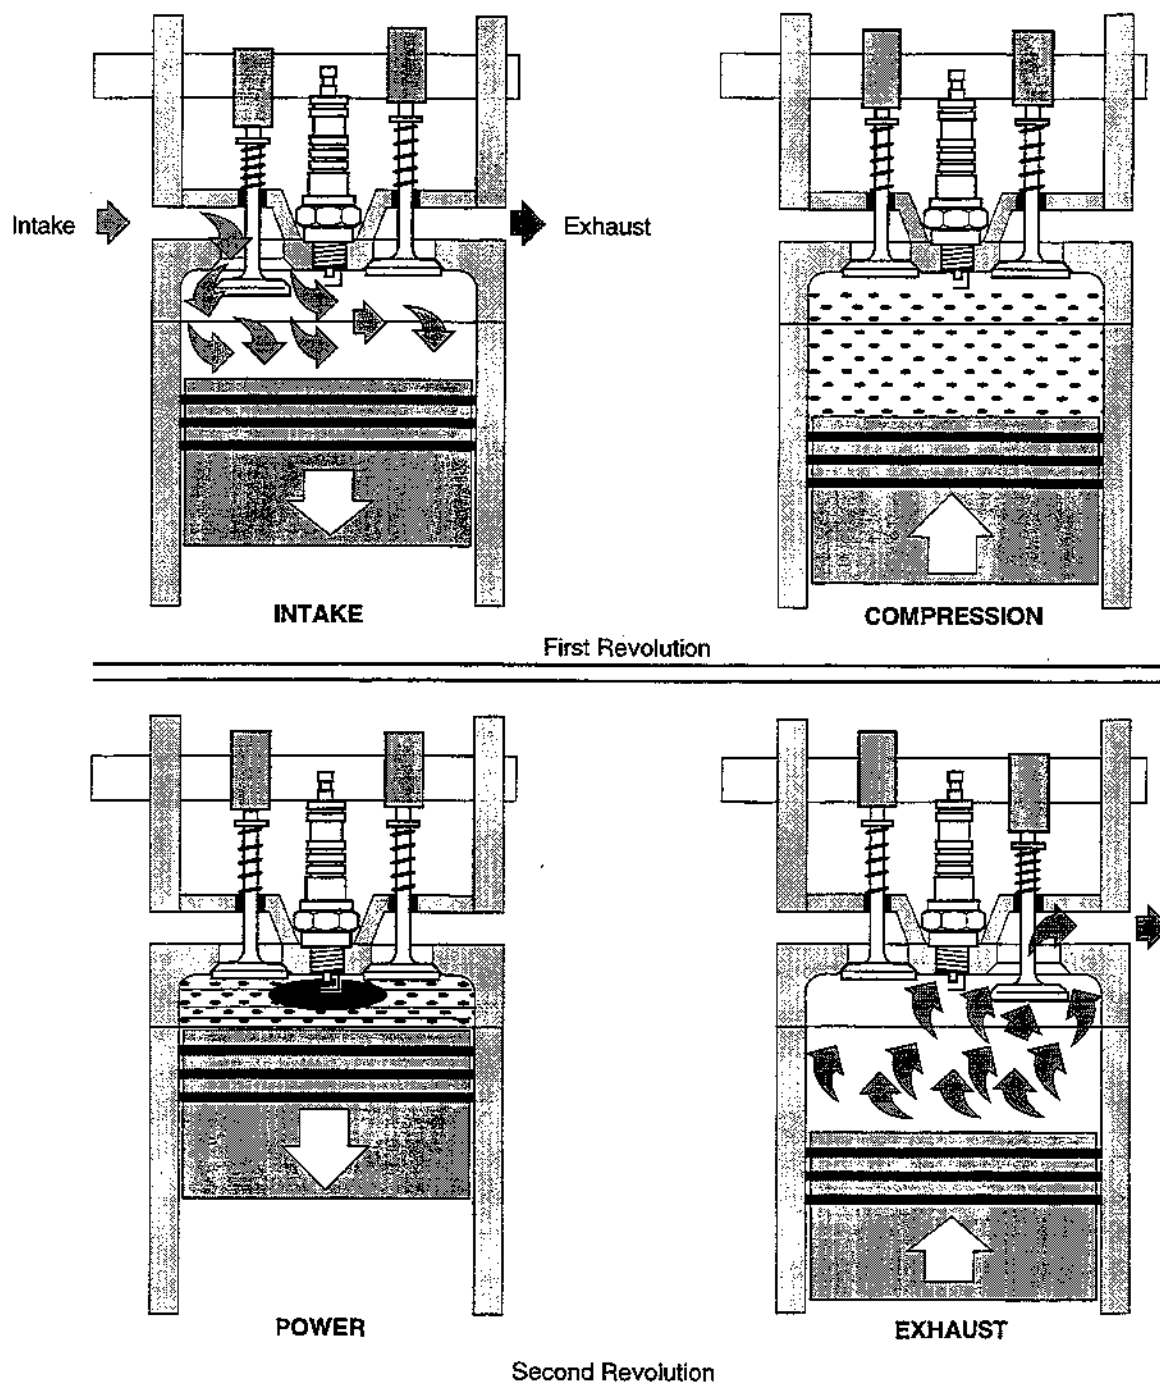 Intake
Exhaust
INTAKE
COMPRESSION
First Revolution
POWER
EXHAUST
Second Revolution